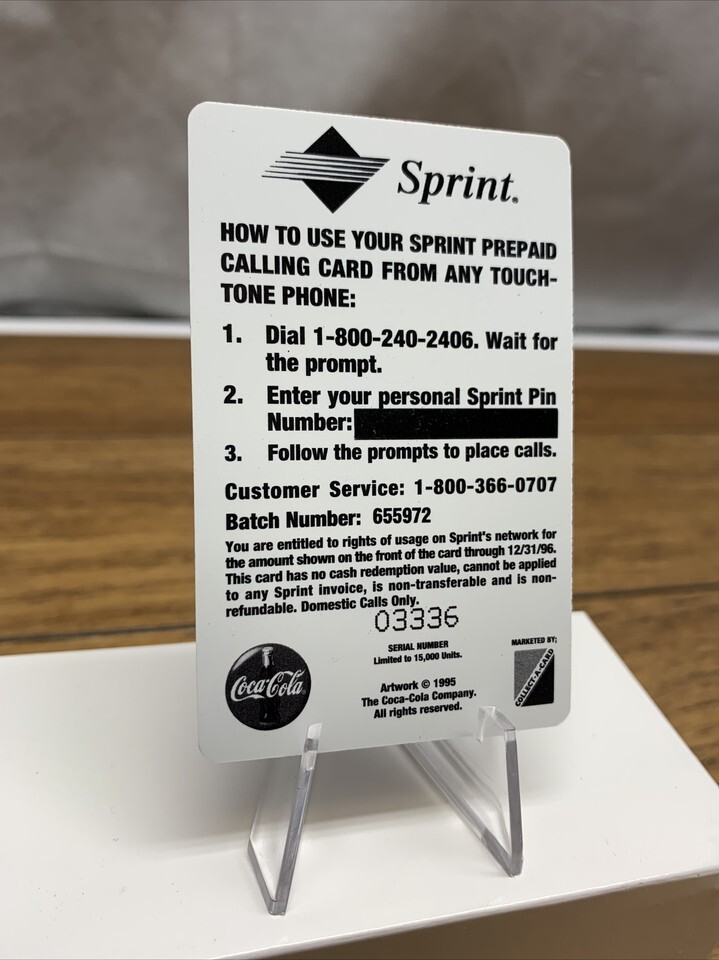 Sprint.
HOW TO USE YOUR SPRINT PREPAID
CALLING CARD FROM ANY TOUCH-
TONE PHONE:
1. Dial 1-800-240-2406. Wait for
the prompt.
2. Enter your personal Sprint Pin
Number:
3. Follow the prompts to place calls.
Customer Service: 1-800-366-0707
Batch Number: 655972
You are entitled to rights of usage on Sprint's network for
the amount shown on the front of the card through 12/31/96.
This card has no cash redemption value, cannot be applied
to any Sprint invoice, is non-transferable and is non-
refundable. Domestic Calls Only.
03336
SERIAL NUMBER
Limited to 15,000 Units.
MARKETED BY;
COLLECT-A-CARD
Coca-Cola
Artwork © 1995
The Coca-Cola Company.
All rights reserved.